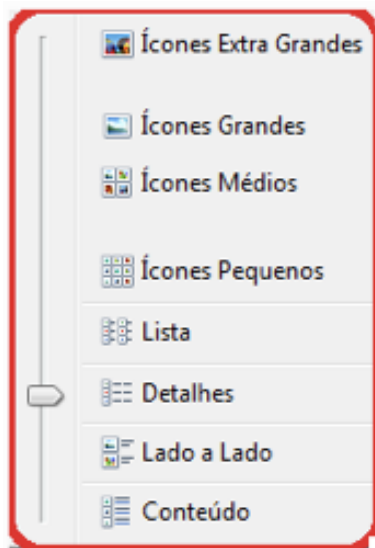 Ícones Extra Grandes
Ícones Grandes
Ícones Médios
Ícones Pequenos
Lista
Detalhes
Lado a Lado
Conteúdo